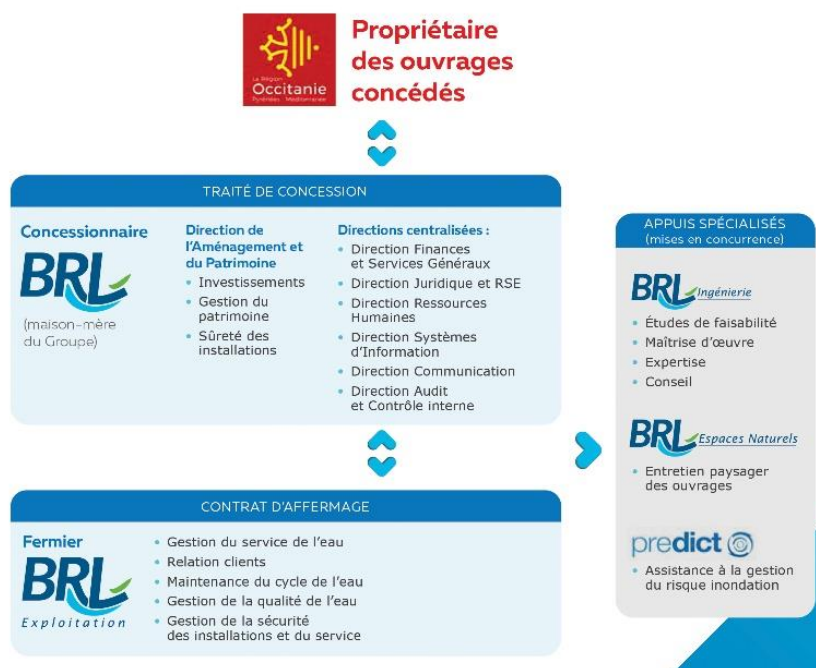 La Région
Occitanie
Pyrénées - Méditerranée
Propriétaire
des ouvrages
concédés
TRAITÉ DE CONCESSION
Concessionnaire
BRL
(maison-mère
du Groupe)
Direction de
l'Aménagement et
du Patrimoine
• Investissements
• Gestion du
patrimoine
• Sûreté des
installations
Directions centralisées :
• Direction Finances
et Services Généraux
• Direction Juridique et RSE
• Direction Ressources
Humaines
• Direction Systèmes
d'Information
• Direction Communication
• Direction Audit
et Contrôle interne
CONTRAT D'AFFERMAGE
Fermier
BRL
Exploitation
• Gestion du service de l'eau
• Relation clients
• Maintenance du cycle de l'eau
• Gestion de la qualité de l'eau
• Gestion de la sécurité
des installations et du service
APPUIS SPÉCIALISÉS
(mises en concurrence)
BRL Ingénierie
• Études de faisabilité
• Maîtrise d'œuvre
• Expertise
• Conseil
BRL Espaces Naturels
• Entretien paysager
des ouvrages
predict
• Assistance à la gestion
du risque inondation